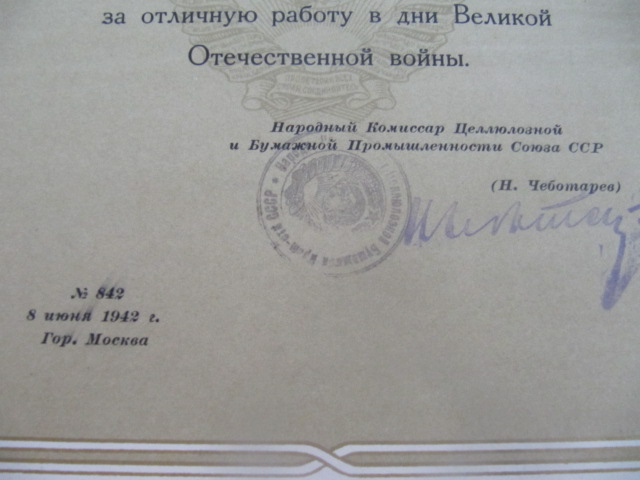 за отличную работу в дни Великой
Отечественной войны.
Народный Комиссар Целлюлозной
и Бумажной Промышленности Союза ССР
(Н. Чеботарев)
№ 842
8 июня 1942 г.
Гор. Москва
СССР